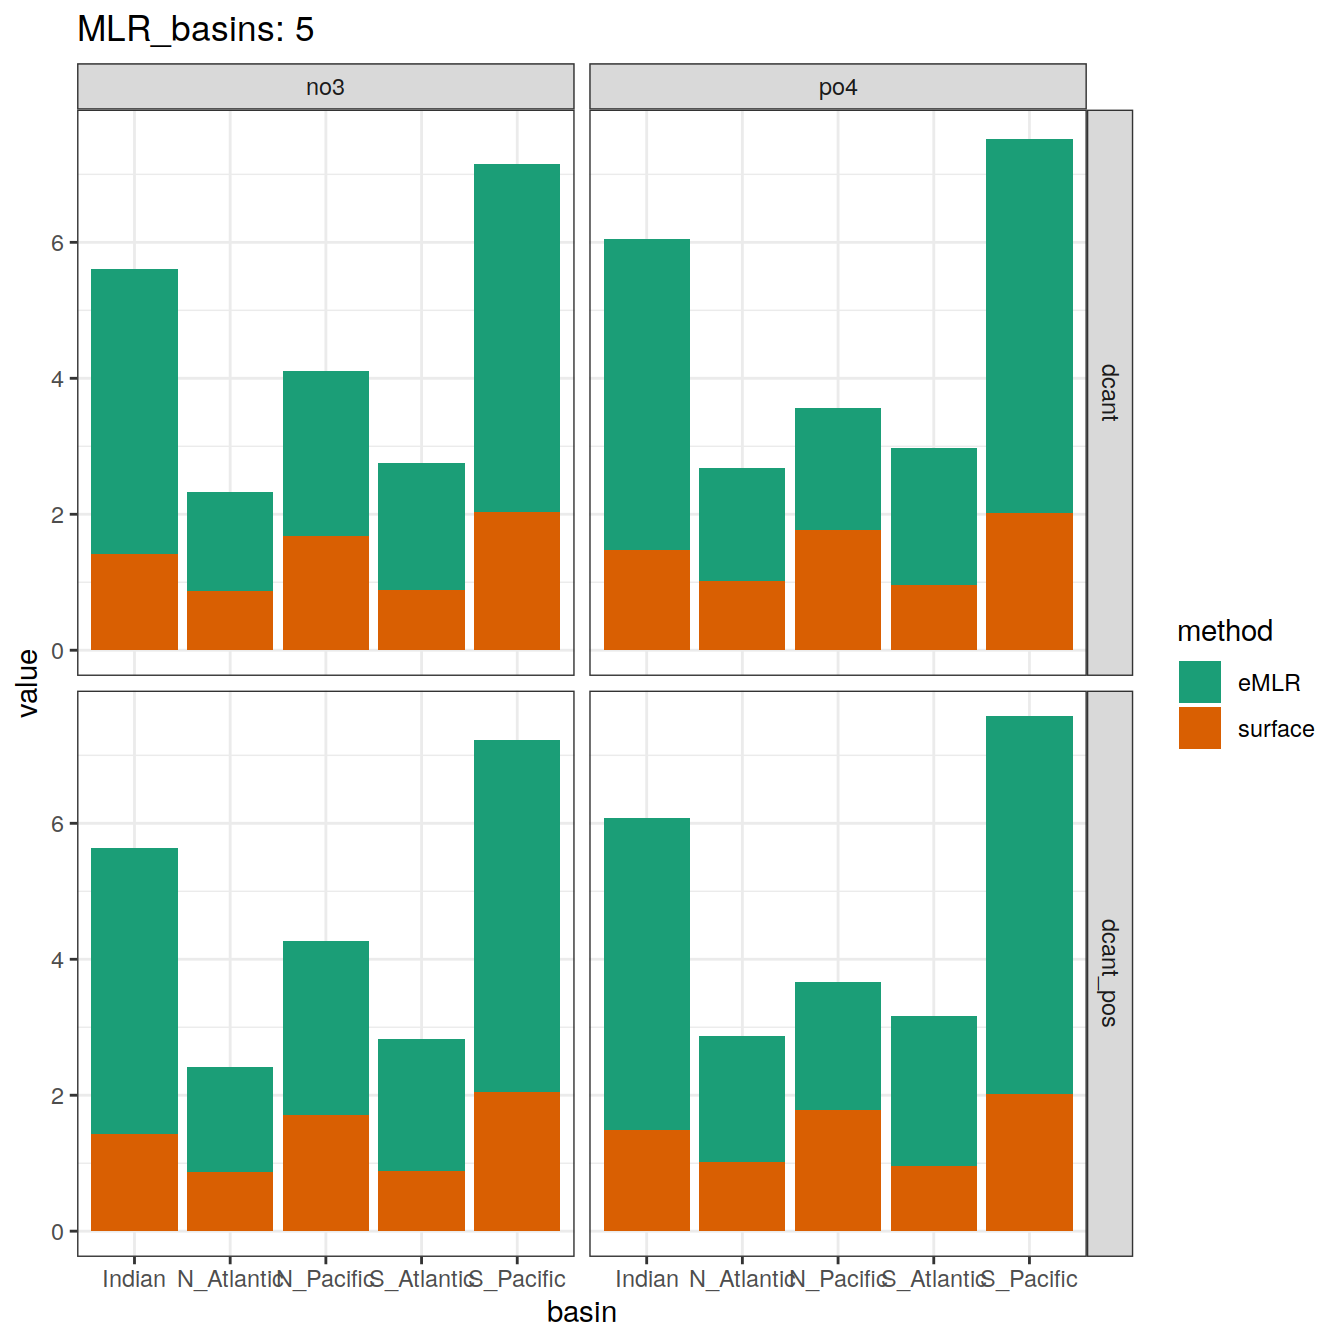 MLR_basins: 5
no3
po4
dcant
6
4
2
0
dcant_pos
6
4
2
0
value
Indian N_Atlantic N_Pacific S_Atlantic S_Pacific
Indian N_Atlantic N_Pacific S_Atlantic S_Pacific
basin
method
eMLR
surface